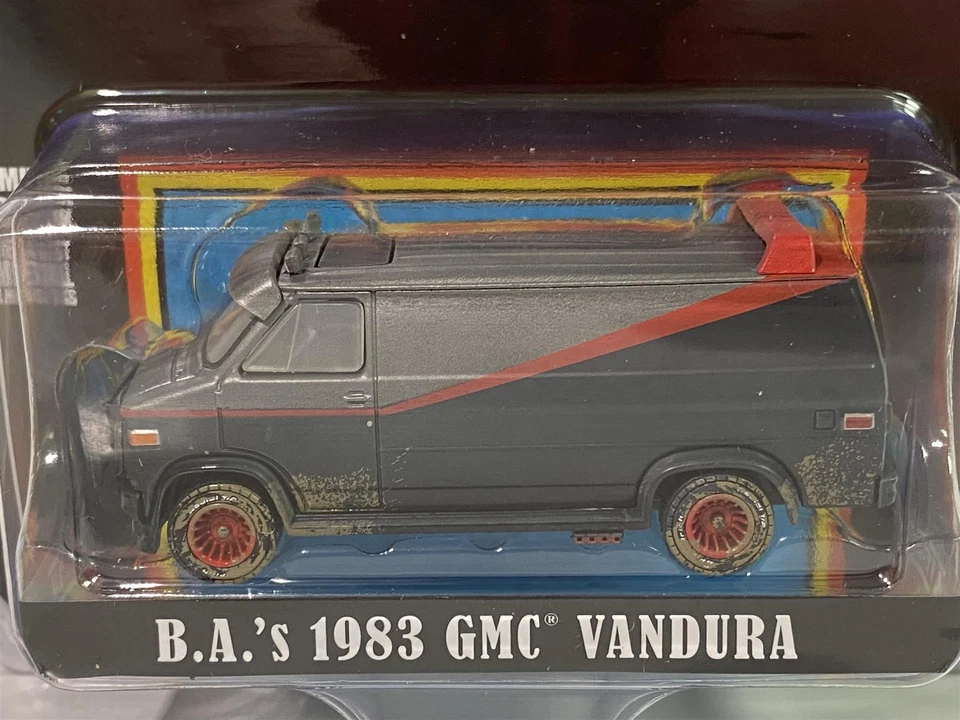 B.A.'s 1983 GMC® VANDURA